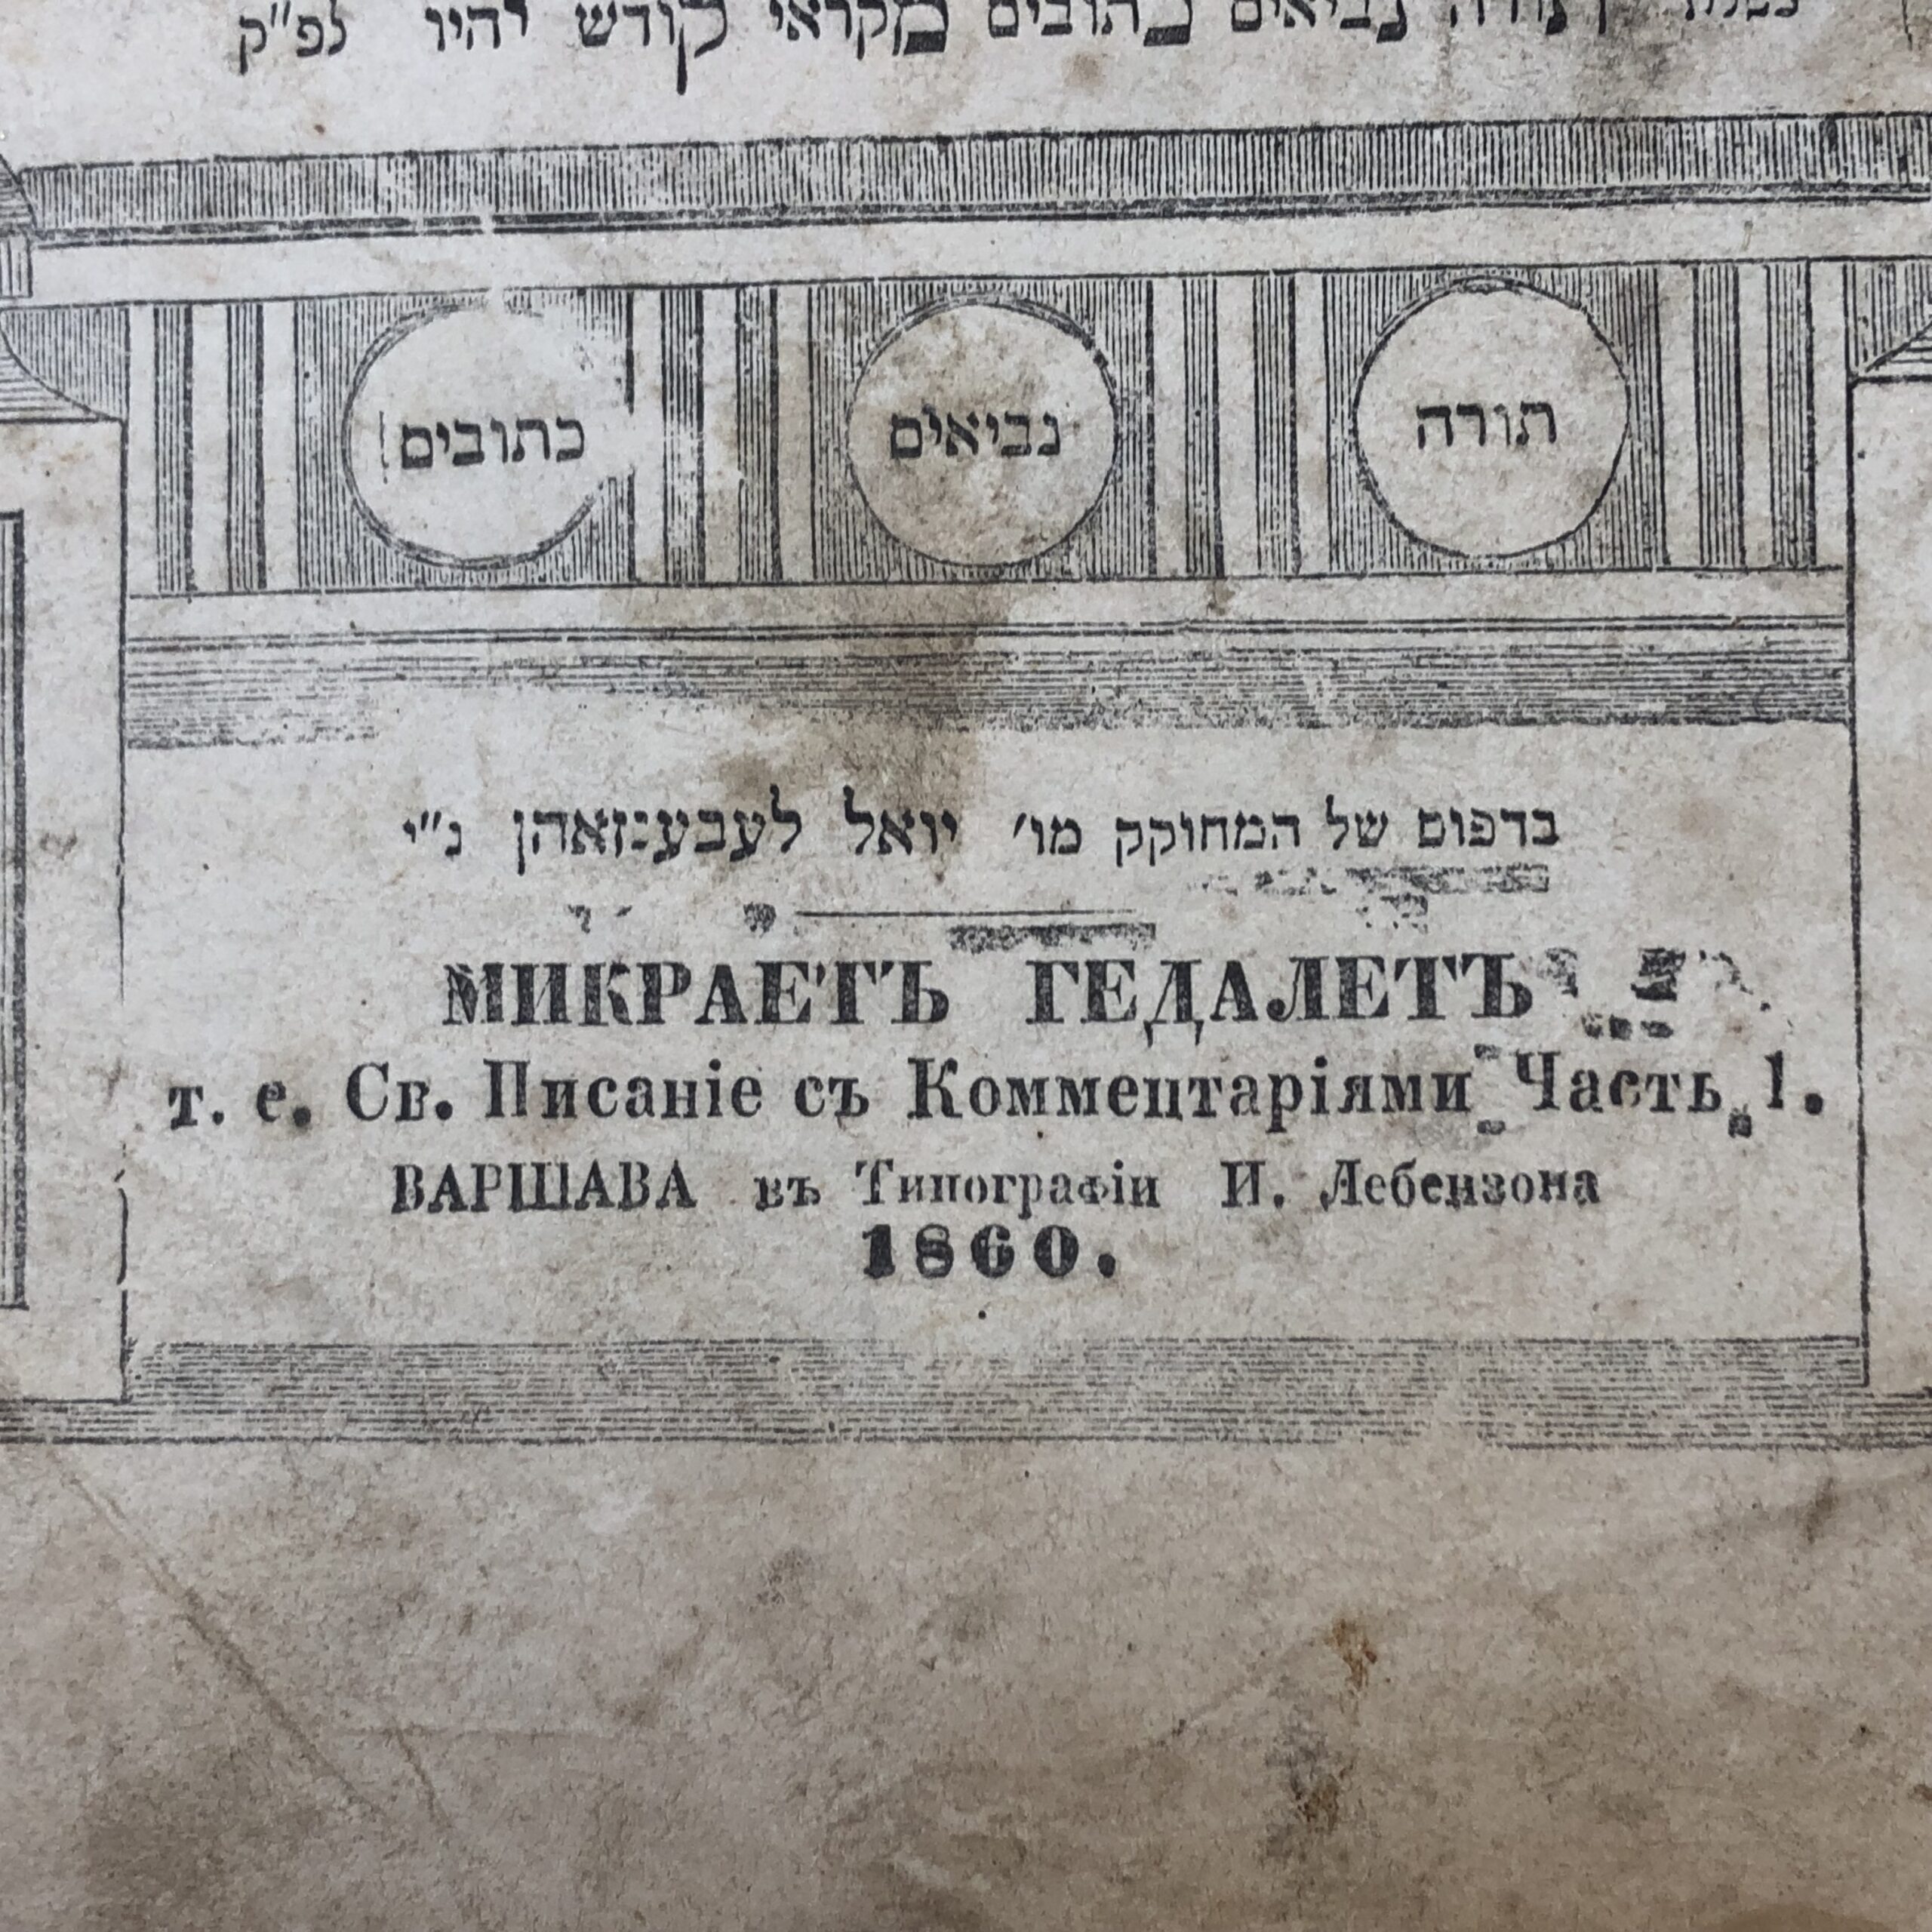 תורה נביאים כתובים מקראי קודש יהיו לפ"ק
תורה
נביאים
כתובים
בדפוס של המחוקק מו׳ יואל לעבענזאהן נ"י
МИКРАЕТЪ ГЕДАЛЕТЪ
т. е. Св. Писаніе съ Комментаріями Часть 1.
ВАРШАВА въ Типографіи И. Лебензона
1860.